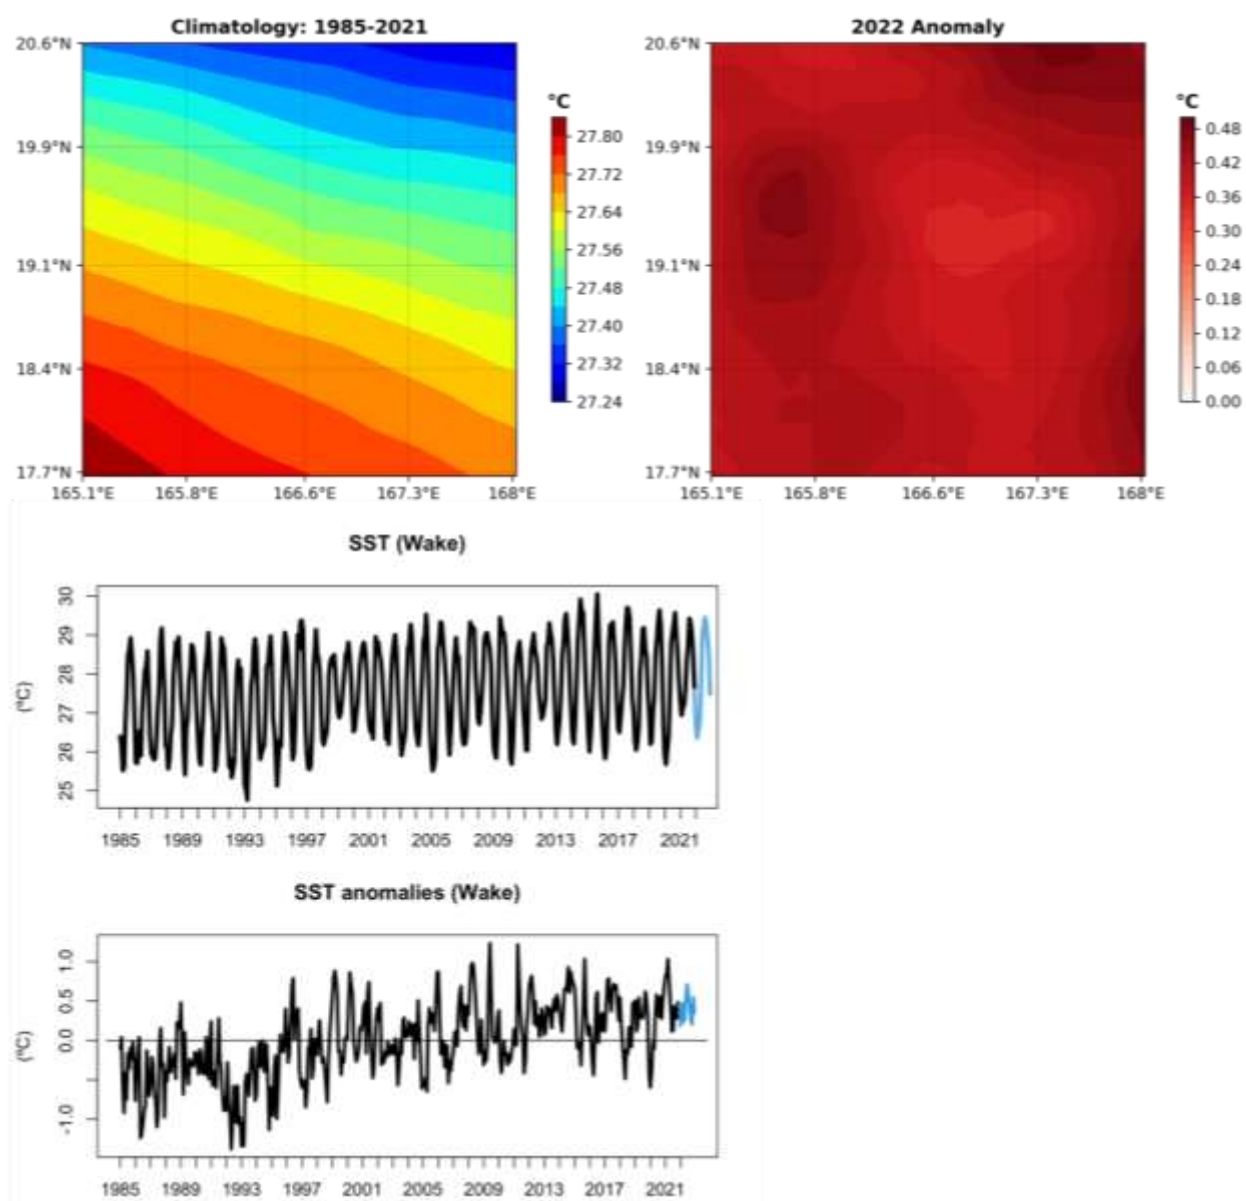 Climatology: 1985-2021
20.6°N
19.9°N
19.1°N
18.4°N
17.7°N
165.1°E 165.8°E 166.6°E 167.3°E 168°E
°C
27.80
27.72
27.64
27.56
27.48
27.40
27.32
27.24
2022 Anomaly
20.6°N
19.9°N
19.1°N
18.4°N
17.7°N
165.1°E 165.8°E 166.6°E 167.3°E 168°E
°C
0.48
0.42
0.36
0.30
0.24
0.18
0.12
0.06
0.00
SST (Wake)
(°C)
30
29
28
27
26
25
1985 1989 1993 1997 2001 2005 2009 2013 2017 2021
SST anomalies (Wake)
(°C)
1.0
0.5
0.0
-1.0
1985 1989 1993 1997 2001 2005 2009 2013 2017 2021